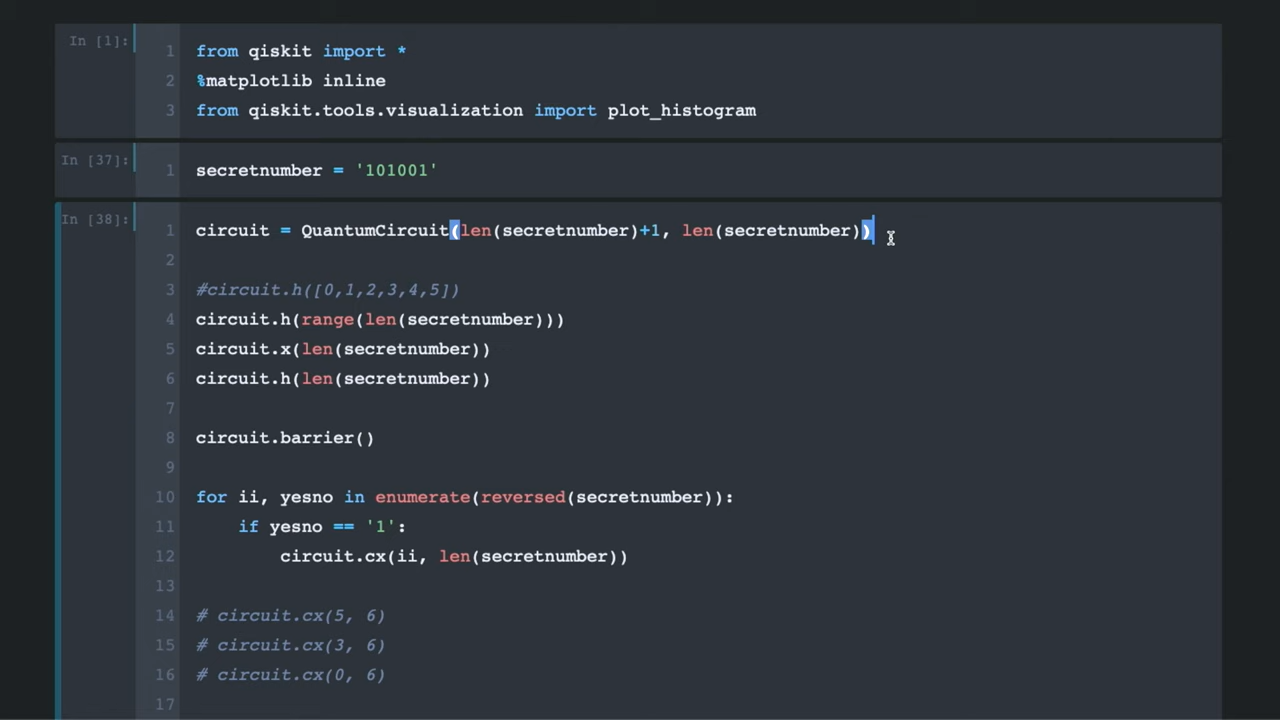 In [1]:
1 from qiskit import *
2 %matplotlib inline
3 from qiskit.tools.visualization import plot_histogram
In [37]:
1 secretnumber = '101001'
In [38]:
1 circuit = QuantumCircuit(len(secretnumber)+1, len(secretnumber))
2
3 #circuit.h([0,1,2,3,4,5])
4 circuit.h(range(len(secretnumber)))
5 circuit.x(len(secretnumber))
6 circuit.h(len(secretnumber))
7
8 circuit.barrier()
9
10 for ii, yesno in enumerate(reversed(secretnumber)):
11     if yesno == '1':
12         circuit.cx(ii, len(secretnumber))
13
14 # circuit.cx(5, 6)
15 # circuit.cx(3, 6)
16 # circuit.cx(0, 6)
17